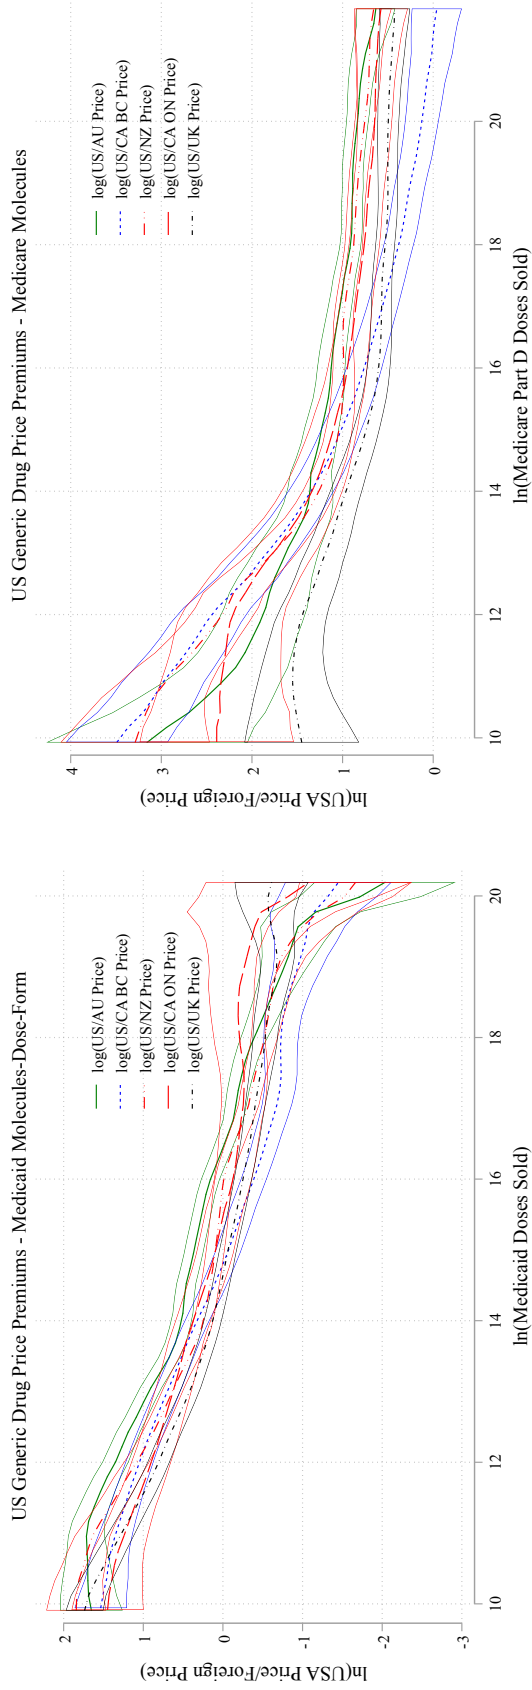 US Generic Drug Price Premiums - Medicaid Molecules-Dose-Form
ln(USA Price/Foreign Price)
2
1
0
-1
-2
-3
log(US/AU Price)
log(US/CA BC Price)
log(US/NZ Price)
log(US/CA ON Price)
log(US/UK Price)
10
12
14
16
18
20
ln(Medicaid Doses Sold)
US Generic Drug Price Premiums - Medicare Molecules
ln(USA Price/Foreign Price)
4
3
2
1
0
log(US/AU Price)
log(US/CA BC Price)
log(US/NZ Price)
log(US/CA ON Price)
log(US/UK Price)
10
12
14
16
18
20
ln(Medicare Part D Doses Sold)